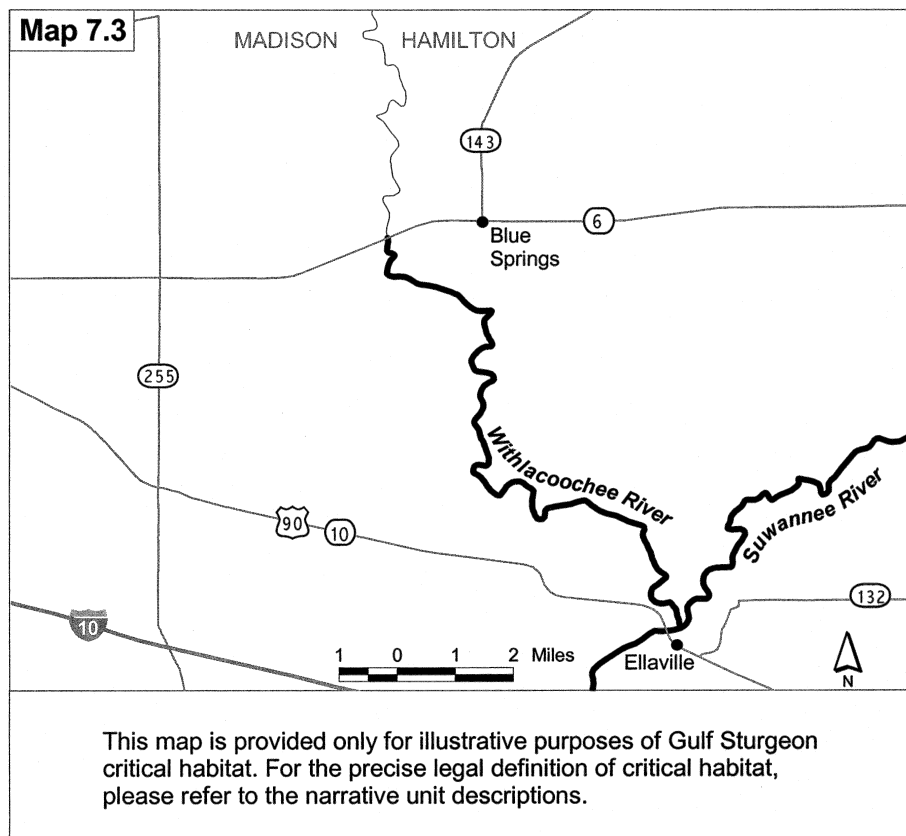 Map 7.3
MADISON
HAMILTON
143
6
Blue
Springs
255
Withlacoochee River
Suwannee River
90
10
132
10
1 0 1 2 Miles
Ellaville
N
This map is provided only for illustrative purposes of Gulf Sturgeon
critical habitat. For the precise legal definition of critical habitat,
please refer to the narrative unit descriptions.